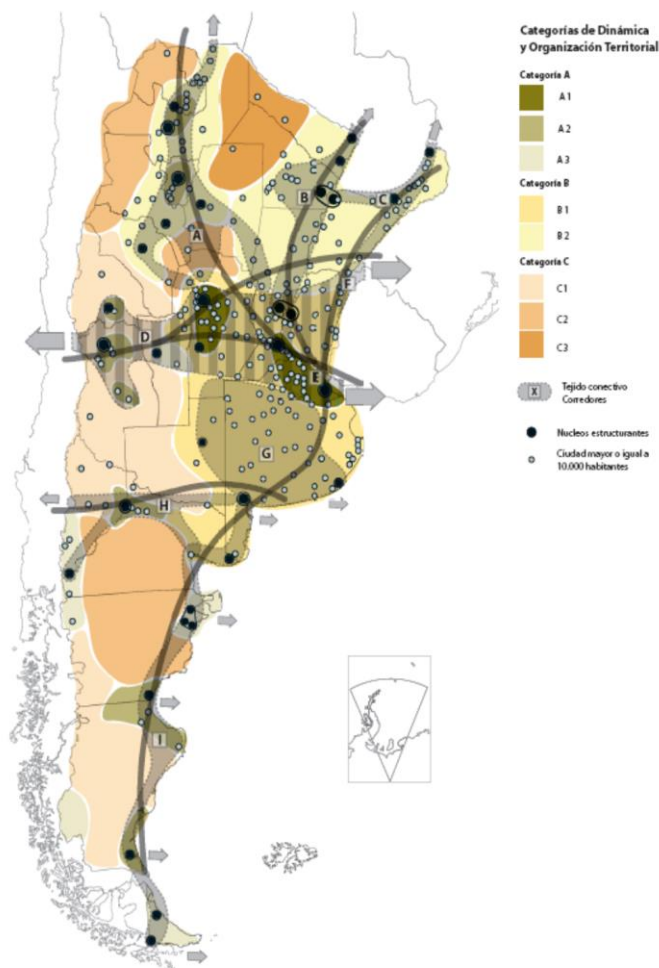 Categorías de Dinámica
y Organización Territorial
Categoría A
A 1
A 2
A 3
Categoría B
B 1
B 2
Categoría C
C1
C2
C3
X
Tejido conectivo
Corredores
Nucleos estructurantes
Ciudad mayor o igual a
10.000 habitantes
B
C
A
F
D
E
G
H
I